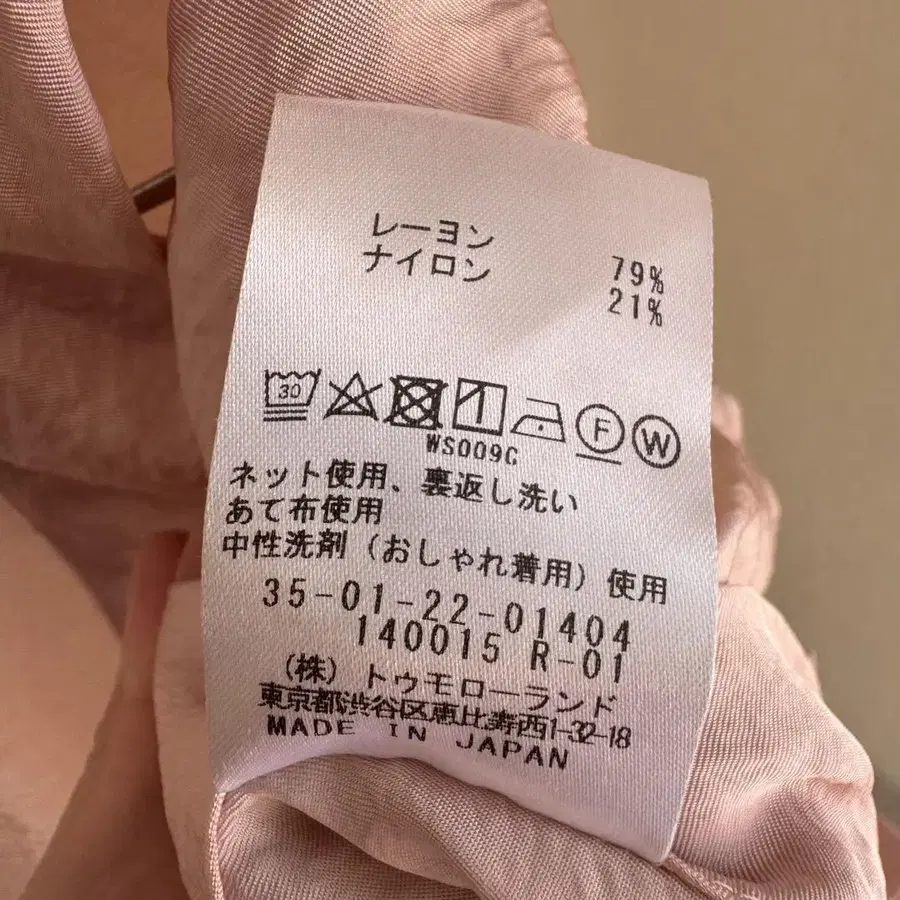 レーヨン 79%
ナイロン 21%
30 F W
WS009G
ネット使用、裏返し洗い
あて布使用
中性洗剤(おしゃれ着用)使用
35-01-22-01404
140015 R-01
(株)トゥモローランド
東京都渋谷区恵比寿西1-32-18
MADE IN JAPAN